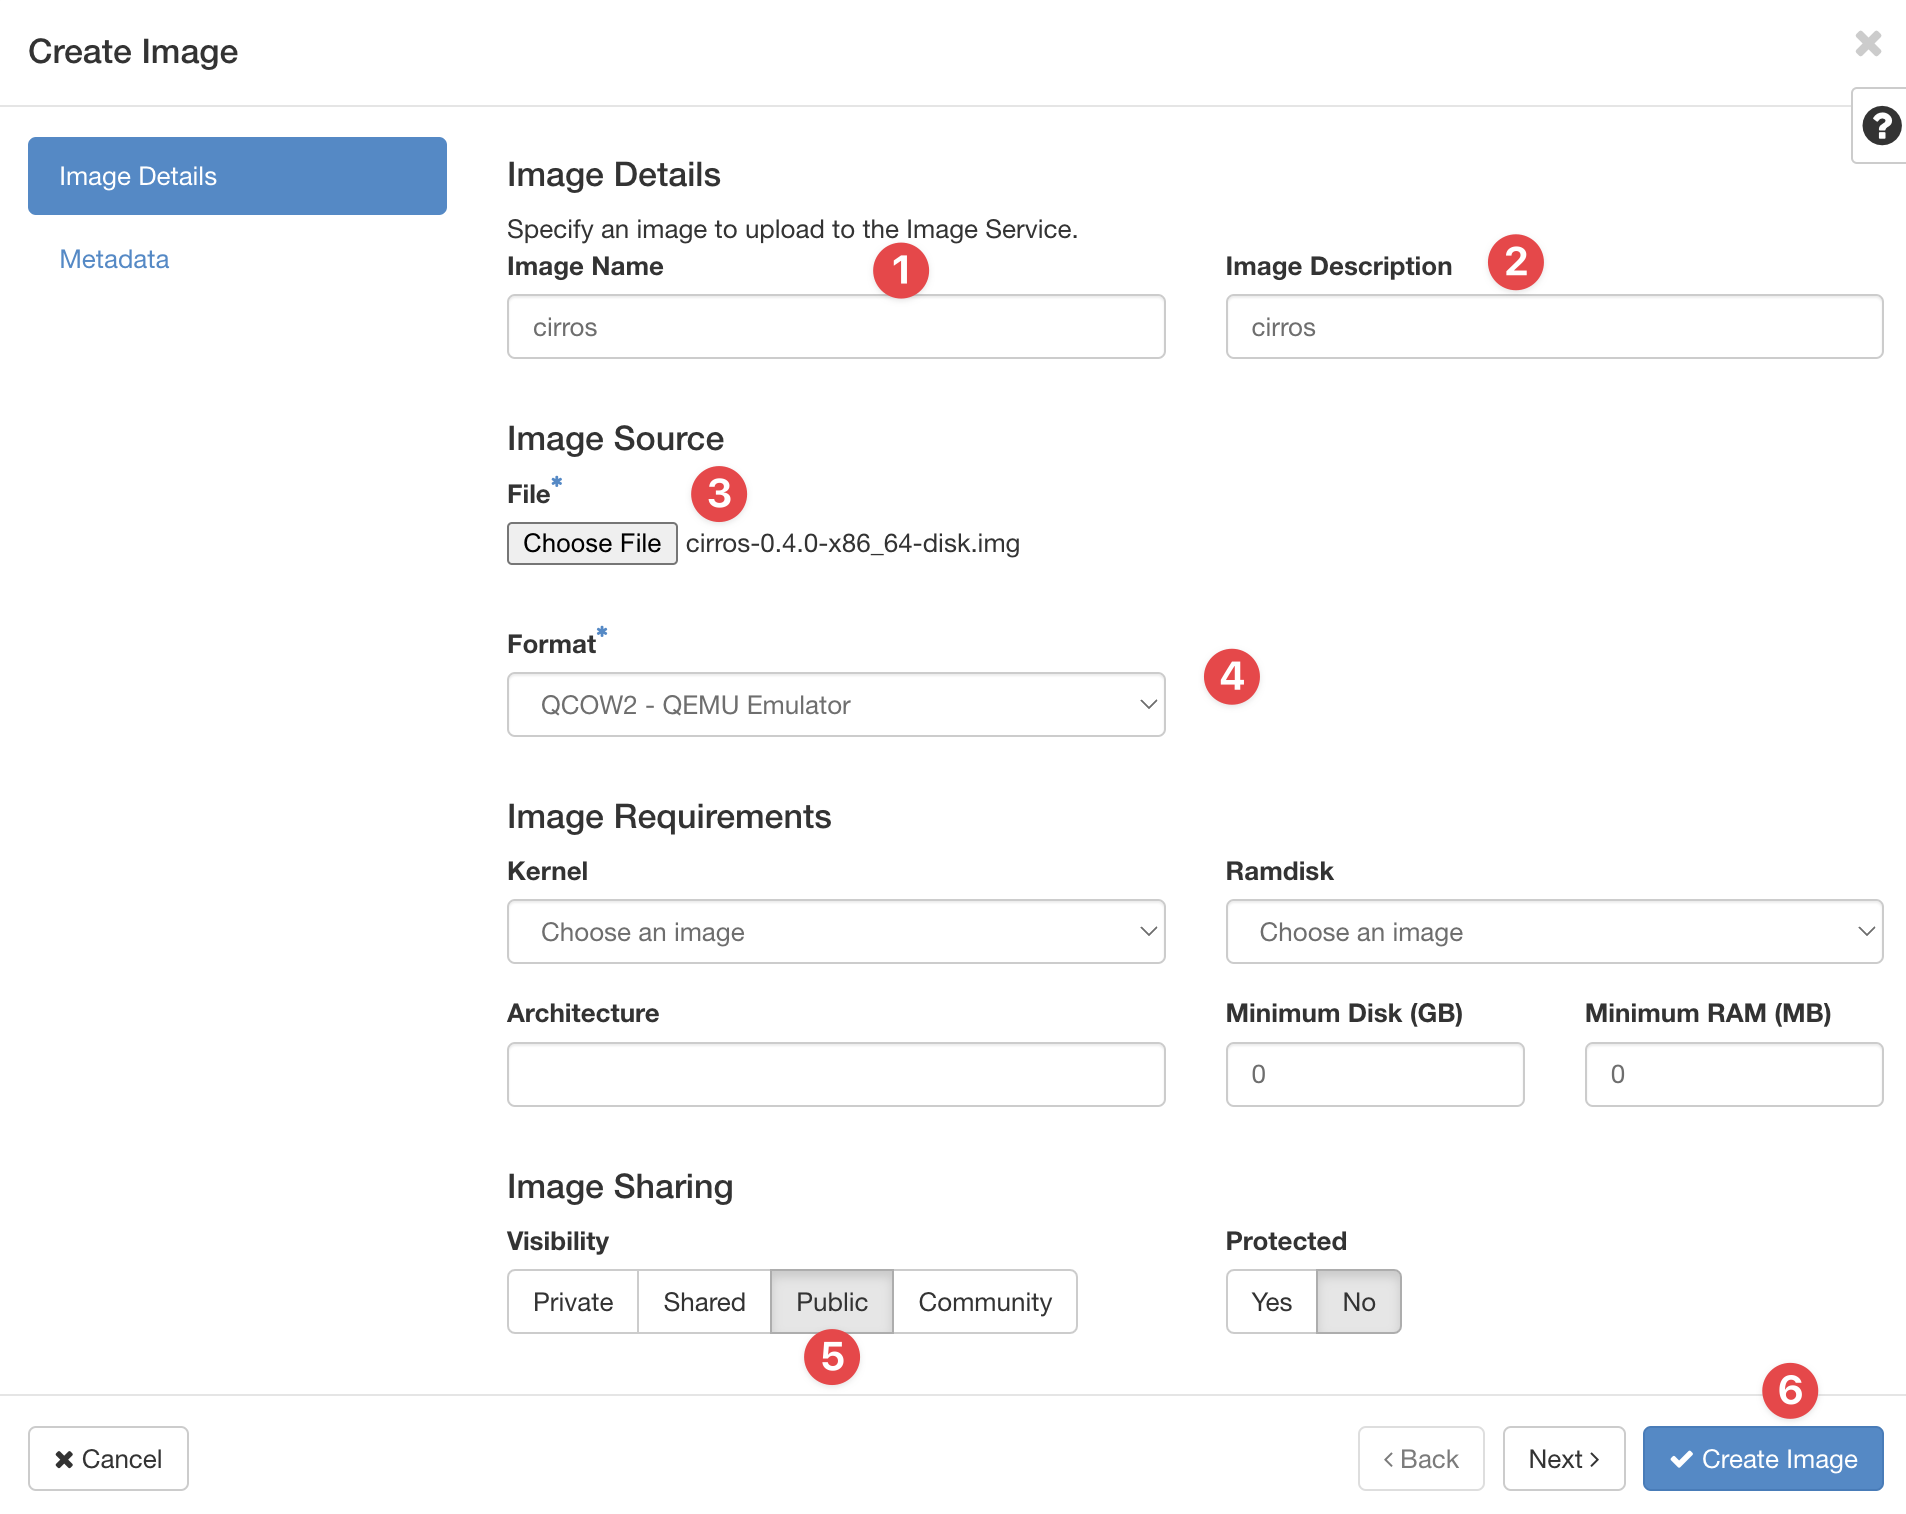 Create Image
Image Details
Metadata
Image Details
Specify an image to upload to the Image Service.
Image Name
1
Image Description
2
cirros
cirros
Image Source
File*
3
Choose File cirros-0.4.0-x86_64-disk.img
Format*
4
QCOW2 - QEMU Emulator
Image Requirements
Kernel
Ramdisk
Choose an image
Choose an image
Architecture
Minimum Disk (GB)
Minimum RAM (MB)
0
0
Image Sharing
Visibility
Protected
Private Shared Public Community
Yes No
5
6
Cancel
Back
Next
Create Image